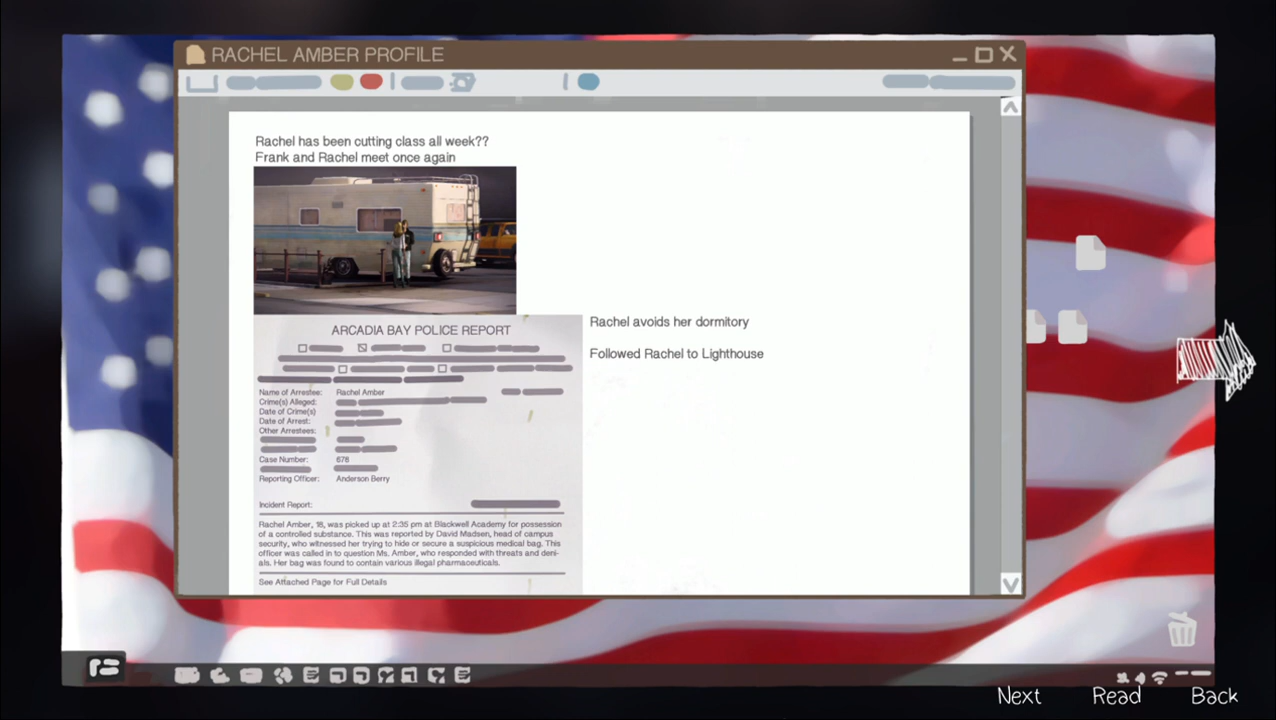 RACHEL AMBER PROFILE
Rachel has been cutting class all week??
Frank and Rachel meet once again
ARCADIA BAY POLICE REPORT
Name of Arrestee: Rachel Amber
Crime(s) Alleged:
Date of Crime(s)
Date of Arrest:
Other Arrestees:
Case Number: 678
Reporting Officer: Anderson Berry
Incident Report:
Rachel Amber, 18, was picked up at 2:35 pm at Blackwell Academy for possession
of a controlled substance. This was reported by David Madsen, head of campus
security, who witnessed her trying to hide or secure a suspicious medical bag. This
officer was called in to question Ms. Amber, who responded with threats and deni-
als. Her bag was found to contain various illegal pharmaceuticals.
See Attached Page for Full Details
Rachel avoids her dormitory
Followed Rachel to Lighthouse
Next Read Back